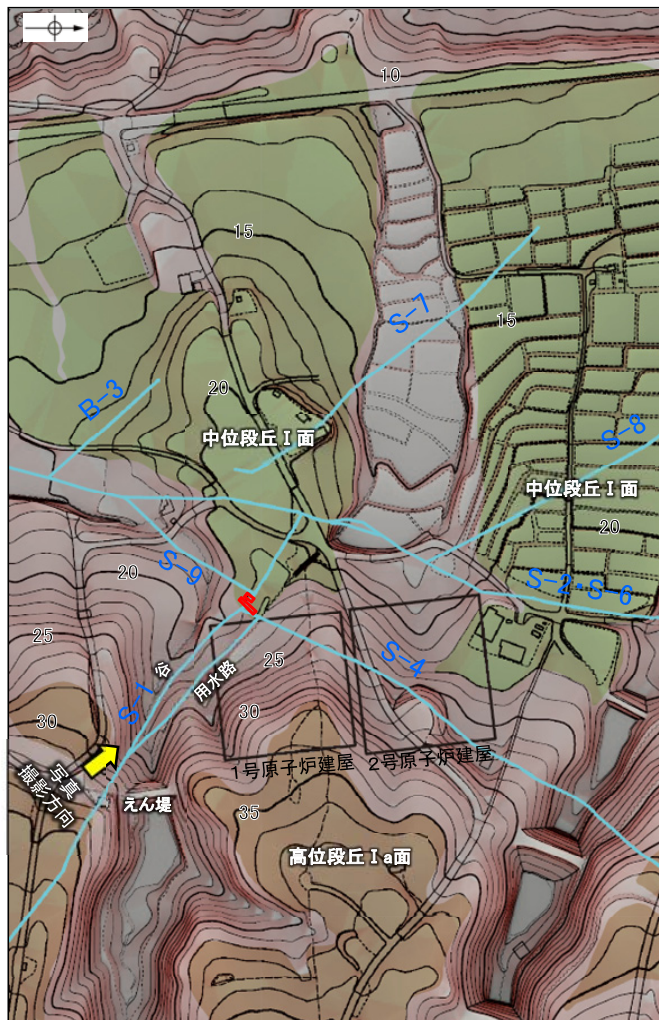 10
15
S-7
15
B-3
20
中位段丘Ⅰ面
S-8
中位段丘Ⅰ面
20
S-9
20
S-2・S-6
25
谷
25
S-4
用水路
S-1
30
30
1号原子炉建屋
2号原子炉建屋
写真
撮影方向
えん堤
35
高位段丘Ⅰa面